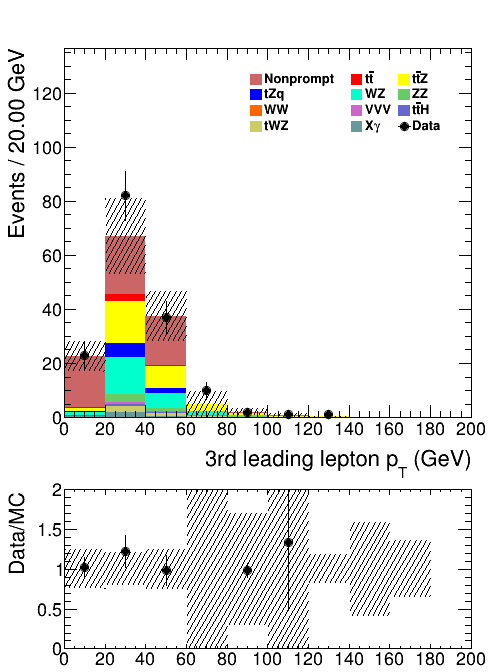 Events / 20.00 GeV
120
100
80
60
40
20
0
Nonprompt tt̄ tt̄Z
tZq WZ ZZ
WW VVV tt̄H
tWZ Xγ Data
0 20 40 60 80 100 120 140 160 180 200
3rd leading lepton p_T (GeV)
Data/MC
2
1.5
1
0.5
0
0 20 40 60 80 100 120 140 160 180 200